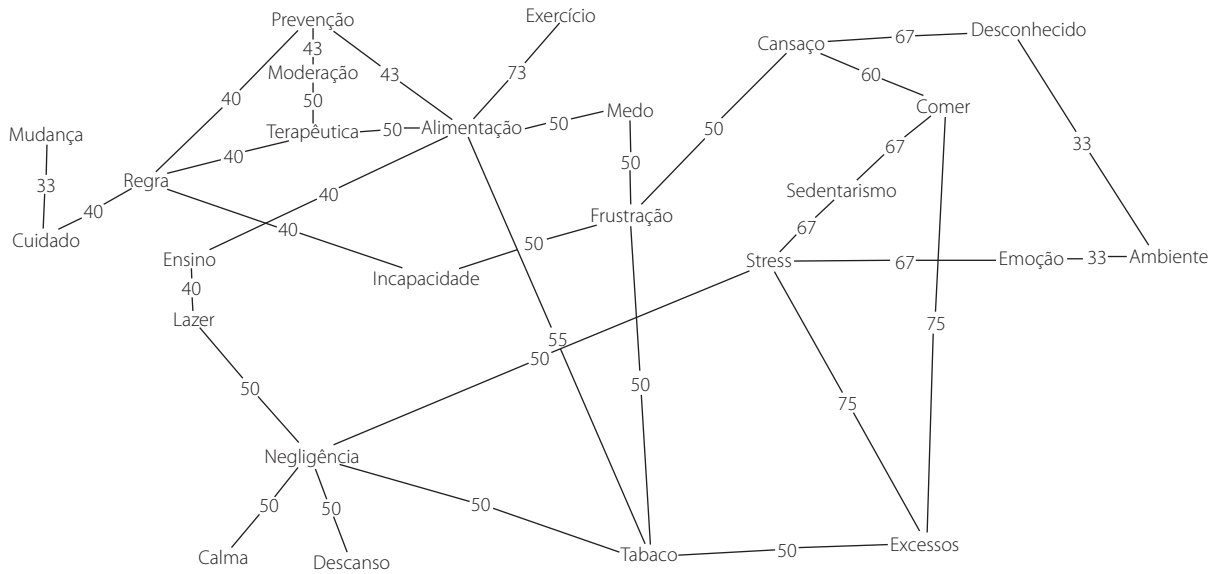 Prevenção
Exercício
Cansaço
67
Desconhecido
43
Moderação
43
73
60
40
50
Comer
Mudança
Terapêutica
50
Alimentação
50
Medo
50
33
40
50
67
33
Regra
40
Sedentarismo
40
Frustração
67
Cuidado
40
50
Ensino
Incapacidade
Stress
67
Emoção
33
Ambiente
40
Lazer
55
75
50
50
50
75
Negligência
50
50
50
Calma
Descanso
Tabaco
50
Excessos